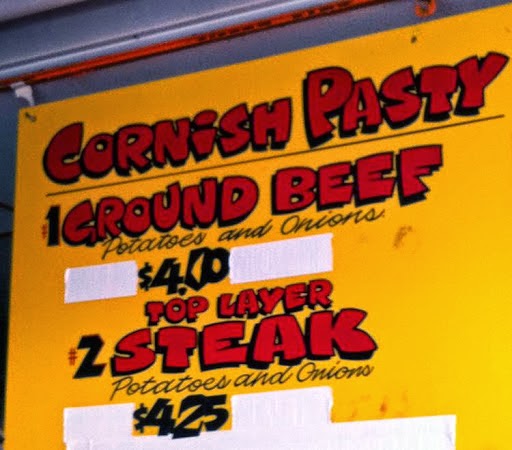 CORNiSH PASTY
#1 GROUND BEEF
Potatoes and Onions.
$4.00
TOP LAYER
#2 STEAK
Potatoes and Onions
$4.25